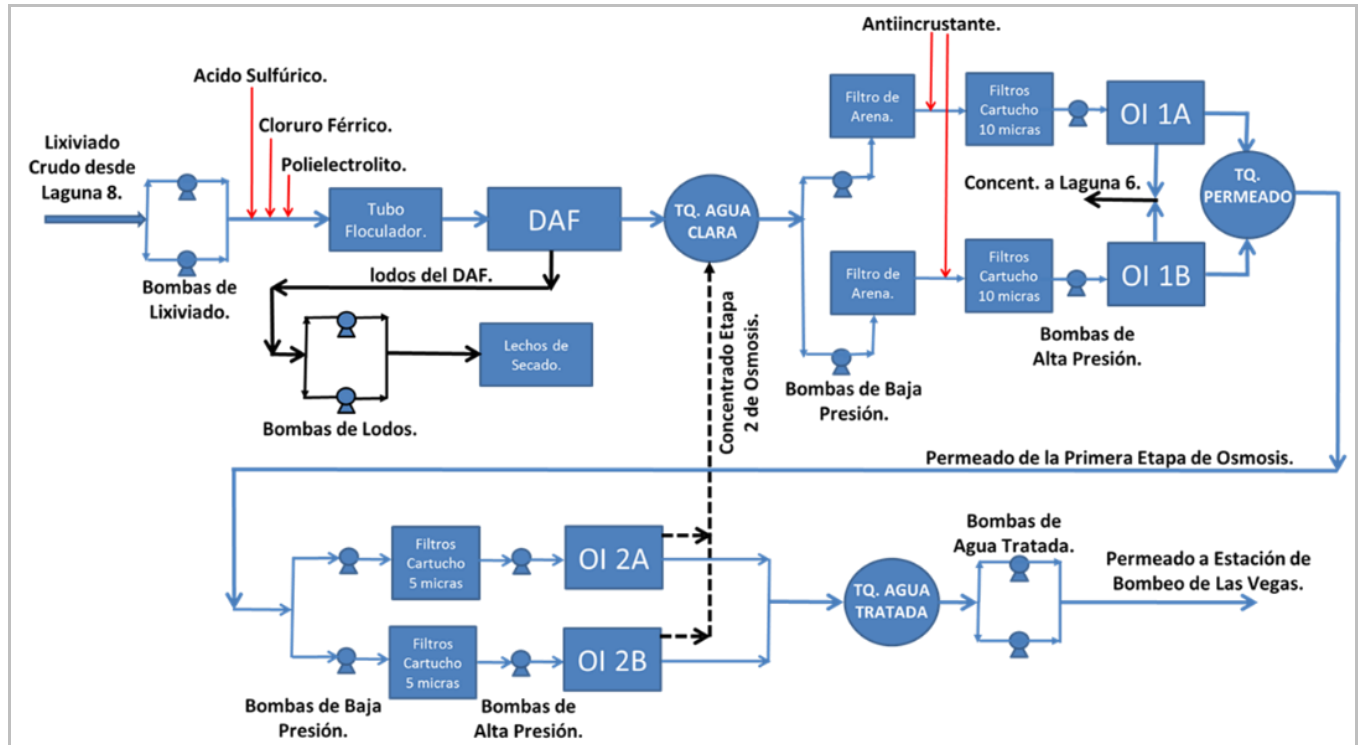 Antiincrustante.
Acido Sulfúrico.
Cloruro Férrico.
Polielectrolito.
Lixiviado
Crudo desde
Laguna 8.
Bombas de
Lixiviado.
Tubo
Floculador.
DAF
TQ. AGUA
CLARA
Filtro de
Arena.
Filtros
Cartucho
10 micras
OI 1A
Concent. a Laguna 6.
TQ.
PERMEADO
Filtro de
Arena.
Filtros
Cartucho
10 micras
OI 1B
Bombas de
Alta Presión.
Bombas de Baja
Presión.
lodos del DAF.
Lechos de
Secado.
Bombas de Lodos.
Concentrado Etapa
2 de Osmosis.
Permeado de la Primera Etapa de Osmosis.
Filtros
Cartucho
5 micras
OI 2A
Filtros
Cartucho
5 micras
OI 2B
Bombas de Baja
Presión.
Bombas de
Alta Presión.
TQ. AGUA
TRATADA
Bombas de
Agua Tratada.
Permeado a Estación de
Bombeo de Las Vegas.